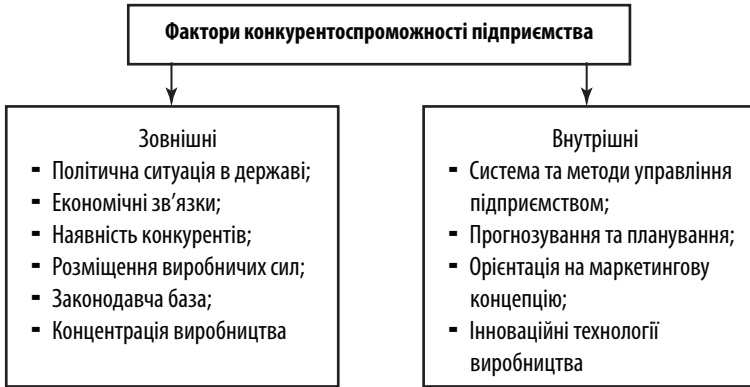 Фактори конкурентоспроможності підприємства
Зовнішні
- Політична ситуація в державі;
- Економічні зв’язки;
- Наявність конкурентів;
- Розміщення виробничих сил;
- Законодавча база;
- Концентрація виробництва
Внутрішні
- Система та методи управління
підприємством;
- Прогнозування та планування;
- Орієнтація на маркетингову
концепцію;
- Інноваційні технології
виробництва